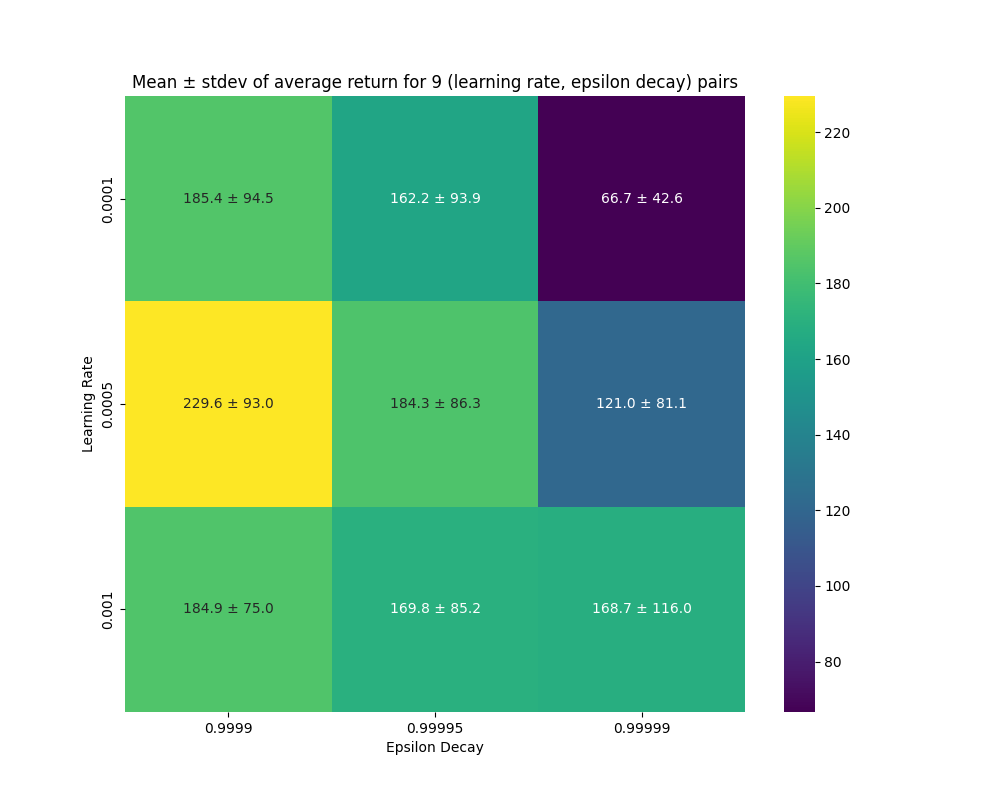 Mean ± stdev of average return for 9 (learning rate, epsilon decay) pairs
Learning Rate
0.0001
185.4 ± 94.5
162.2 ± 93.9
66.7 ± 42.6
0.0005
229.6 ± 93.0
184.3 ± 86.3
121.0 ± 81.1
0.001
184.9 ± 75.0
169.8 ± 85.2
168.7 ± 116.0
0.9999
0.99995
0.99999
Epsilon Decay
220
200
180
160
140
120
100
80